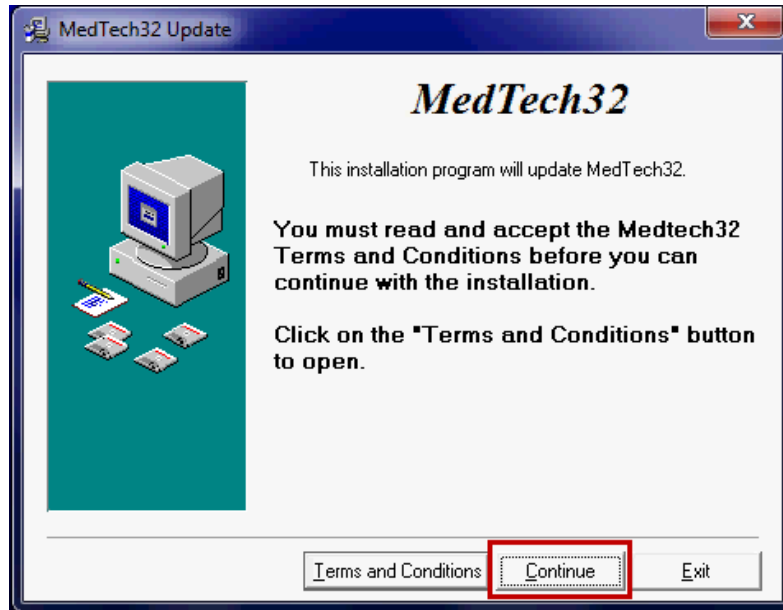 MedTech32 Update
MedTech32
This installation program will update MedTech32.
You must read and accept the Medtech32
Terms and Conditions before you can
continue with the installation.
Click on the "Terms and Conditions" button
to open.
Terms and Conditions Continue Exit